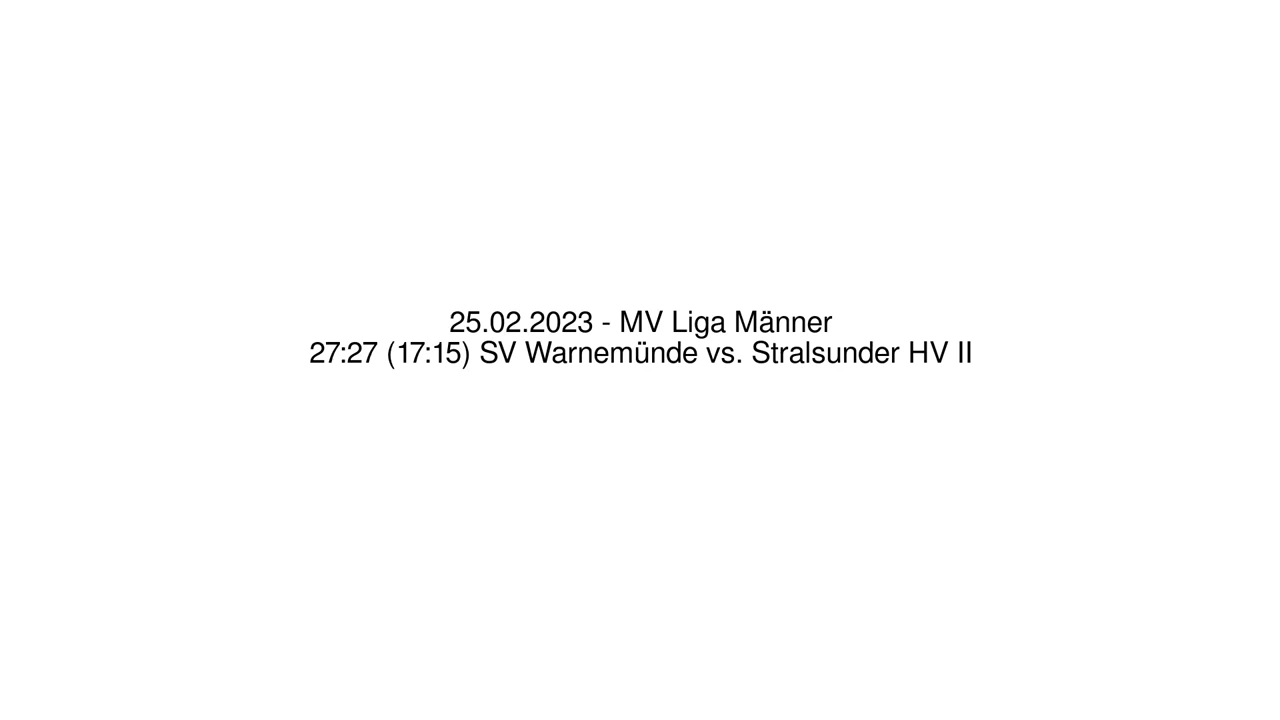 25.02.2023 - MV Liga Männer
27:27 (17:15) SV Warnemünde vs. Stralsunder HV II